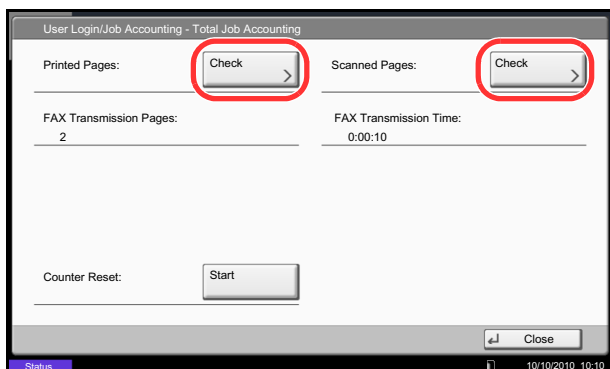 User Login/Job Accounting - Total Job Accounting
Printed Pages: Check Scanned Pages: Check
FAX Transmission Pages: FAX Transmission Time:
2 0:00:10
Counter Reset: Start
Close
Status 10/10/2010 10:10